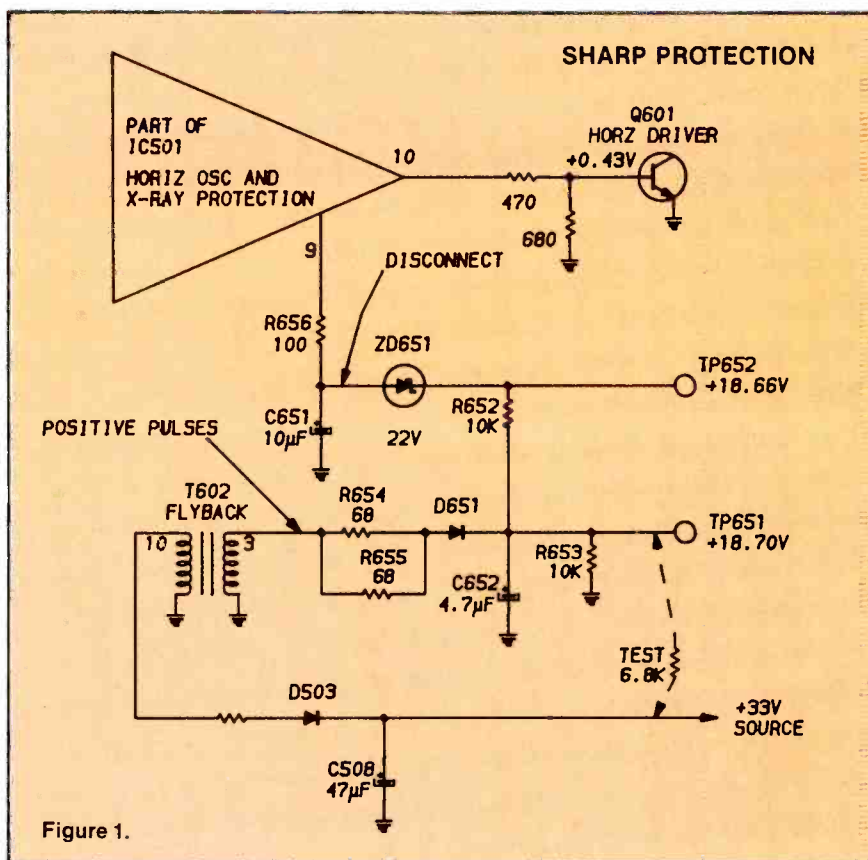 SHARP PROTECTION
PART OF
IC501
HORIZ OSC AND
X-RAY PROTECTION
10
Q601
HORZ DRIVER
+0.43V
470
680
9
DISCONNECT
R656
100
ZD651
TP652
+18.66V
C651
10µF
22V
R652
10K
POSITIVE PULSES
T602
FLYBACK
R654
68
D651
TP651
+18.70V
10
3
R655
68
C652
4.7µF
R653
10K
TEST
6.8K
D503
+33V
SOURCE
C508
47µF
Figure 1.